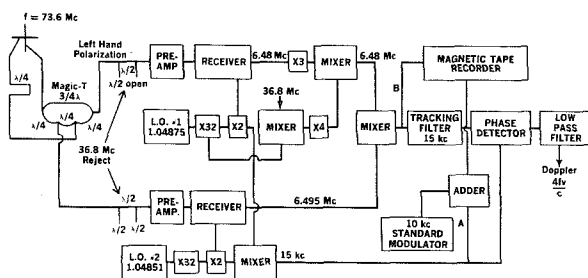 f = 73.6 Mc
λ/4
Magic-T
3/4λ
λ/4
λ/4
λ/4
Left Hand
Polarization
λ/2
λ/2 open
36.8 Mc
Reject
λ/2
λ/2 λ/2
PRE-
AMP
RECEIVER
6.48 Mc
X3
MIXER
6.48 Mc
36.8 Mc
L.O. #1
1.04875
X32
X2
MIXER
X4
MIXER
B
MAGNETIC TAPE
RECORDER
TRACKING
FILTER
15 kc
PHASE
DETECTOR
LOW
PASS
FILTER
Doppler
4fv
c
PRE-
AMP.
RECEIVER
6.495 Mc
ADDER
10 kc
STANDARD
MODULATOR
A
L.O. #2
1.04851
X32
X2
MIXER
15 kc